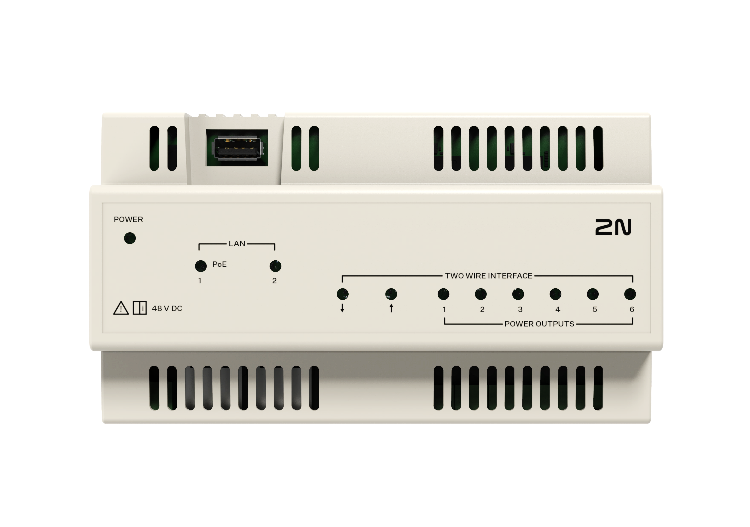 POWER
2N
LAN
PoE
1 2
TWO WIRE INTERFACE
↓ ↑ 1 2 3 4 5 6
48 V DC
POWER OUTPUTS